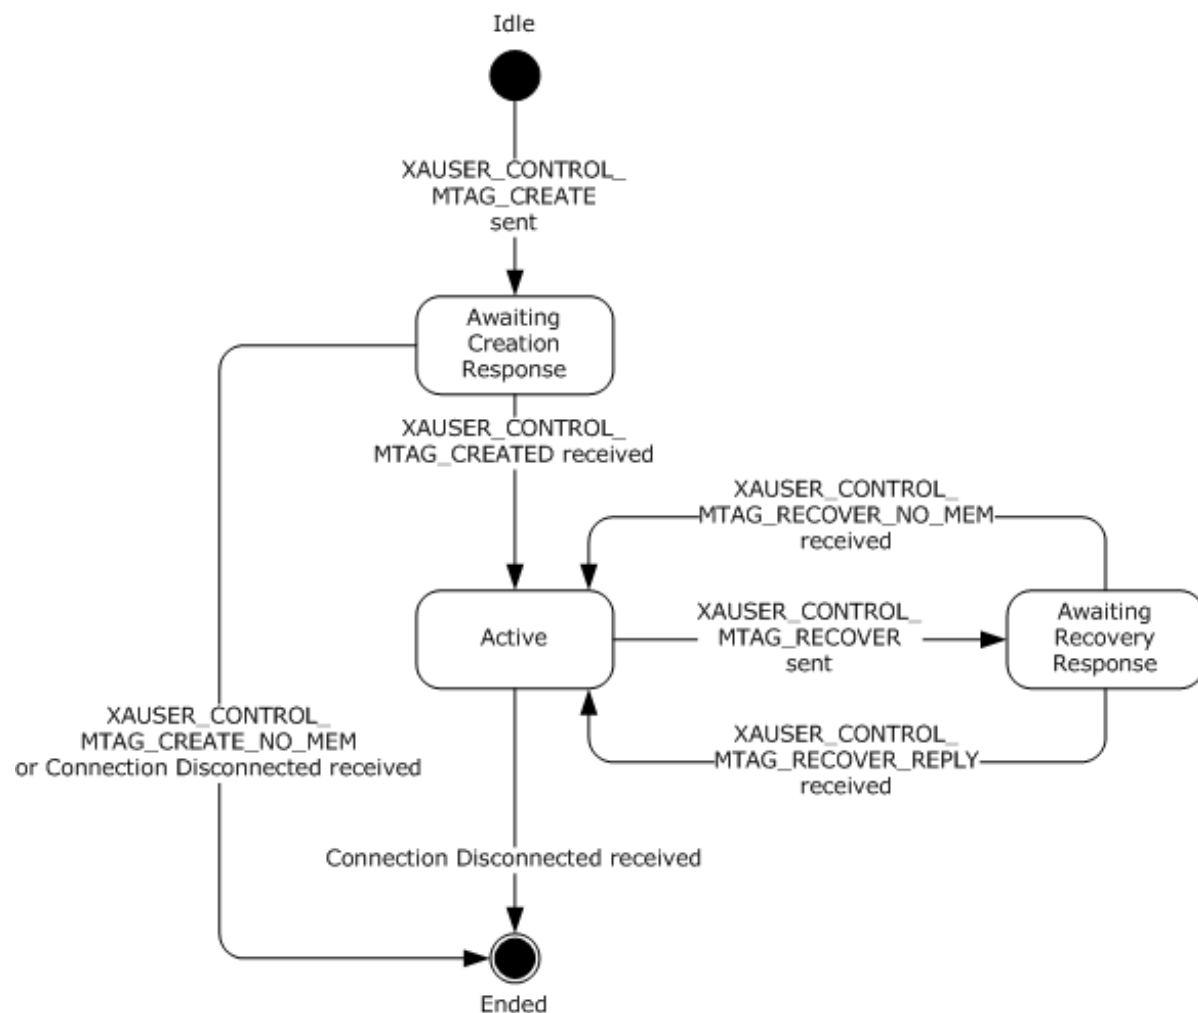 Idle
XAUSER_CONTROL_
MTAG_CREATE
sent
Awaiting
Creation
Response
XAUSER_CONTROL_
MTAG_CREATED received
XAUSER_CONTROL_
MTAG_RECOVER_NO_MEM
received
Active
XAUSER_CONTROL_
MTAG_RECOVER
sent
Awaiting
Recovery
Response
XAUSER_CONTROL_
MTAG_CREATE_NO_MEM
or Connection Disconnected received
XAUSER_CONTROL_
MTAG_RECOVER_REPLY
received
Connection Disconnected received
Ended